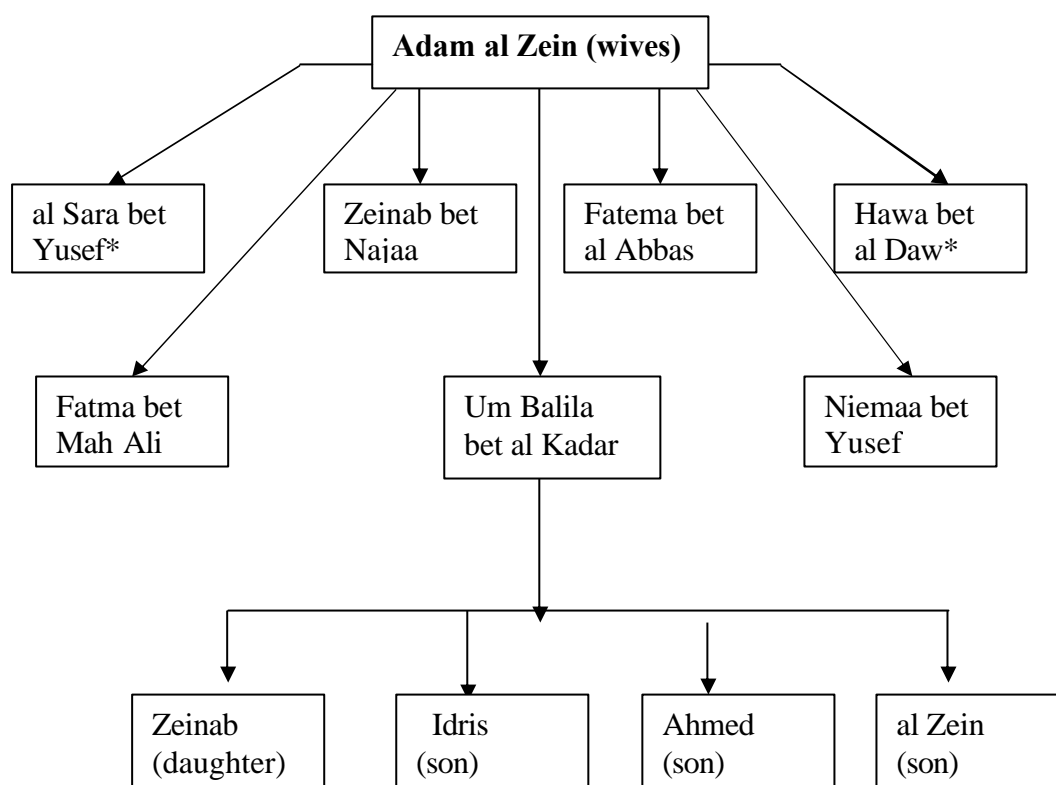 Adam al Zein (wives)
al Sara bet
Yusef*
Zeinab bet
Najaa
Fatema bet
al Abbas
Hawa bet
al Daw*
Fatma bet
Mah Ali
Um Balila
bet al Kadar
Niemaa bet
Yusef
Zeinab
(daughter)
Idris
(son)
Ahmed
(son)
al Zein
(son)